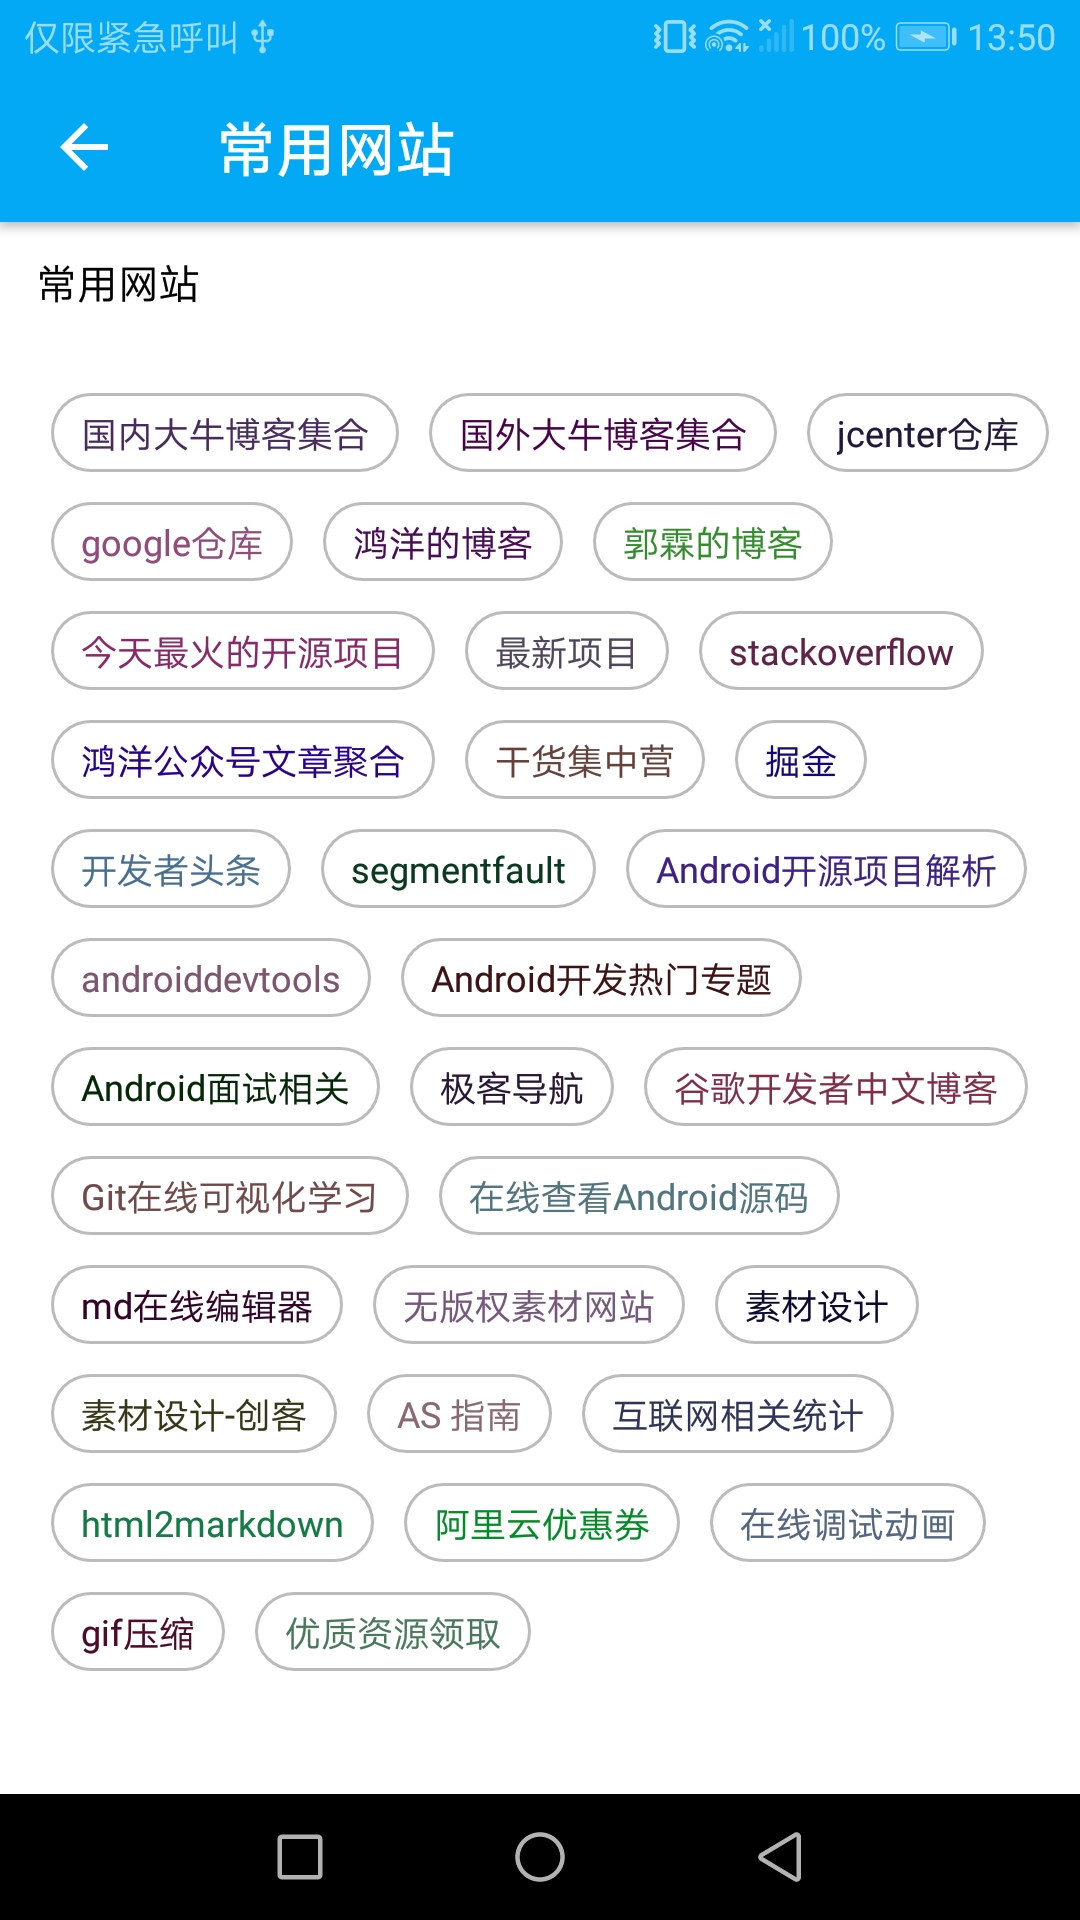 仅限紧急呼叫 100% 13:50
常用网站
常用网站
国内大牛博客集合 国外大牛博客集合 jcenter仓库
google仓库 鸿洋的博客 郭霖的博客
今天最火的开源项目 最新项目 stackoverflow
鸿洋公众号文章聚合 干货集中营 掘金
开发者头条 segmentfault Android开源项目解析
androiddevtools Android开发热门专题
Android面试相关 极客导航 谷歌开发者中文博客
Git在线可视化学习 在线查看Android源码
md在线编辑器 无版权素材网站 素材设计
素材设计-创客 AS 指南 互联网相关统计
html2markdown 阿里云优惠券 在线调试动画
gif压缩 优质资源领取